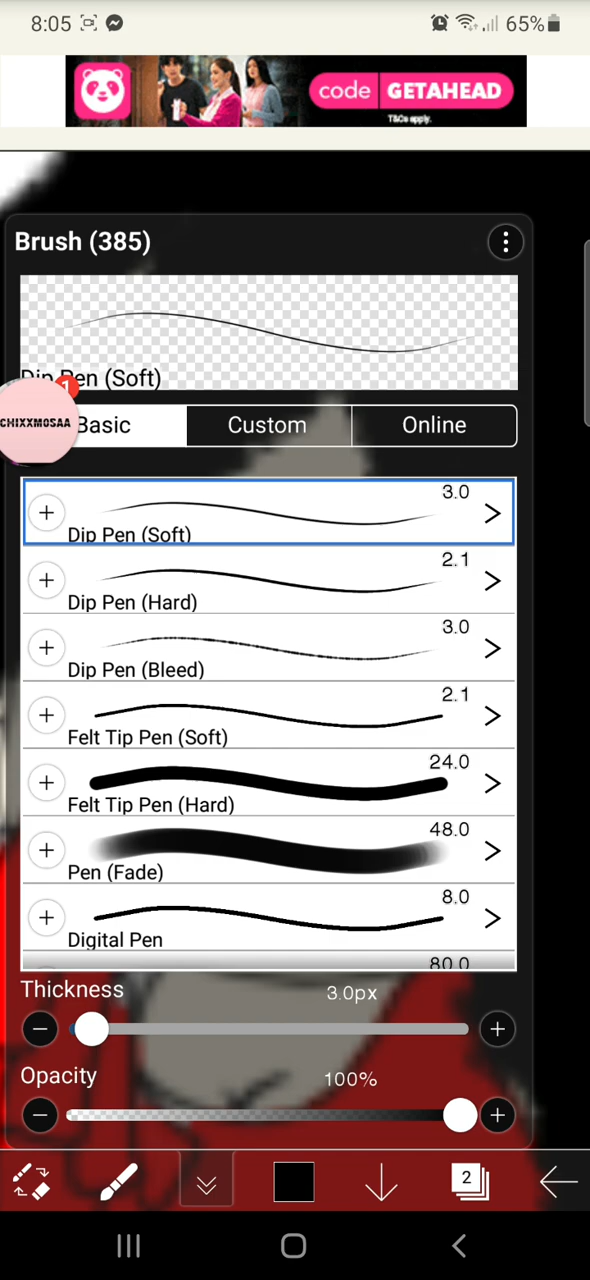 8:05 65%
code GETAHEAD
T&Cs apply.
Brush (385)
Dip Pen (Soft)
1
CHIXXMOSAA
Basic Custom Online
3.0
Dip Pen (Soft)
2.1
Dip Pen (Hard)
3.0
Dip Pen (Bleed)
2.1
Felt Tip Pen (Soft)
24.0
Felt Tip Pen (Hard)
48.0
Pen (Fade)
8.0
Digital Pen
80.0
Thickness 3.0px
Opacity 100%
2